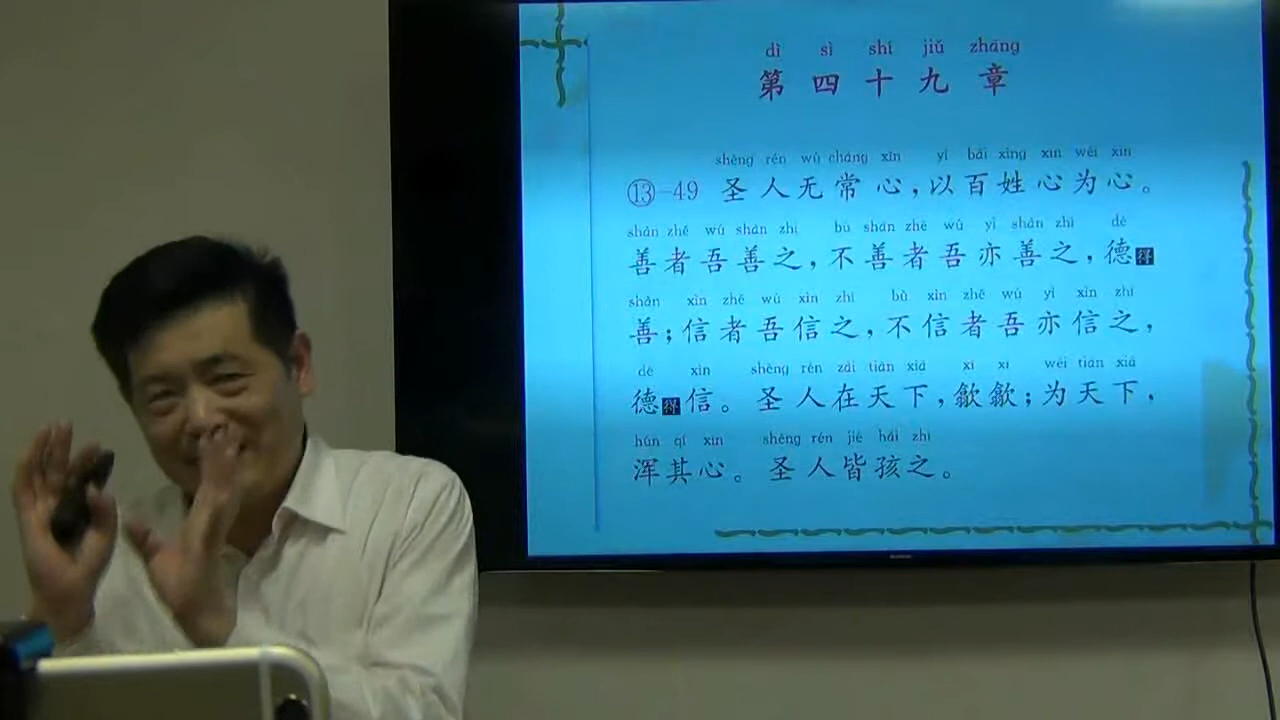 dì sì shí jiǔ zhāng
第四十九章
shèng rén wú cháng xīn yǐ bǎi xìng xīn wéi xīn
⑬-49 圣人无常心,以百姓心为心。
shàn zhě wú shàn zhī bù shàn zhě wú yì shàn zhī dé
善者吾善之,不善者吾亦善之,德得
shàn xìn zhě wú xìn zhī bù xìn zhě wú yì xìn zhī
善;信者吾信之,不信者吾亦信之,
dé xìn shèng rén zài tiān xià xī xī wéi tiān xià
德得信。圣人在天下,歙歙;为天下,
hún qí xīn shèng rén jiē hái zhī
浑其心。圣人皆孩之。